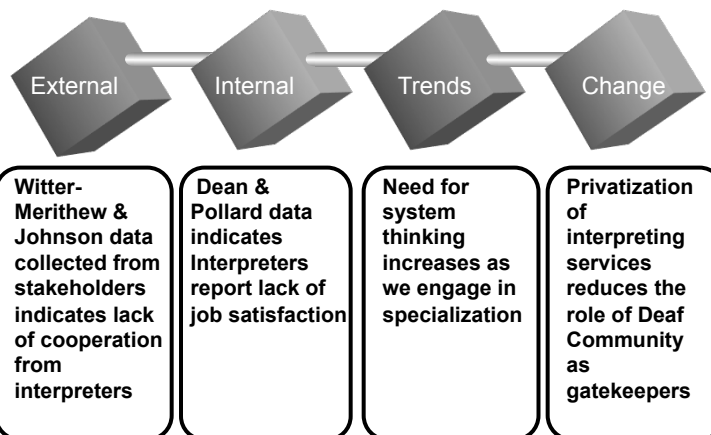 External
Internal
Trends
Change
Witter-
Merithew &
Johnson data
collected from
stakeholders
indicates lack
of cooperation
from
interpreters
Dean &
Pollard data
indicates
Interpreters
report lack of
job satisfaction
Need for
system
thinking
increases as
we engage in
specialization
Privatization
of
interpreting
services
reduces the
role of Deaf
Community
as
gatekeepers